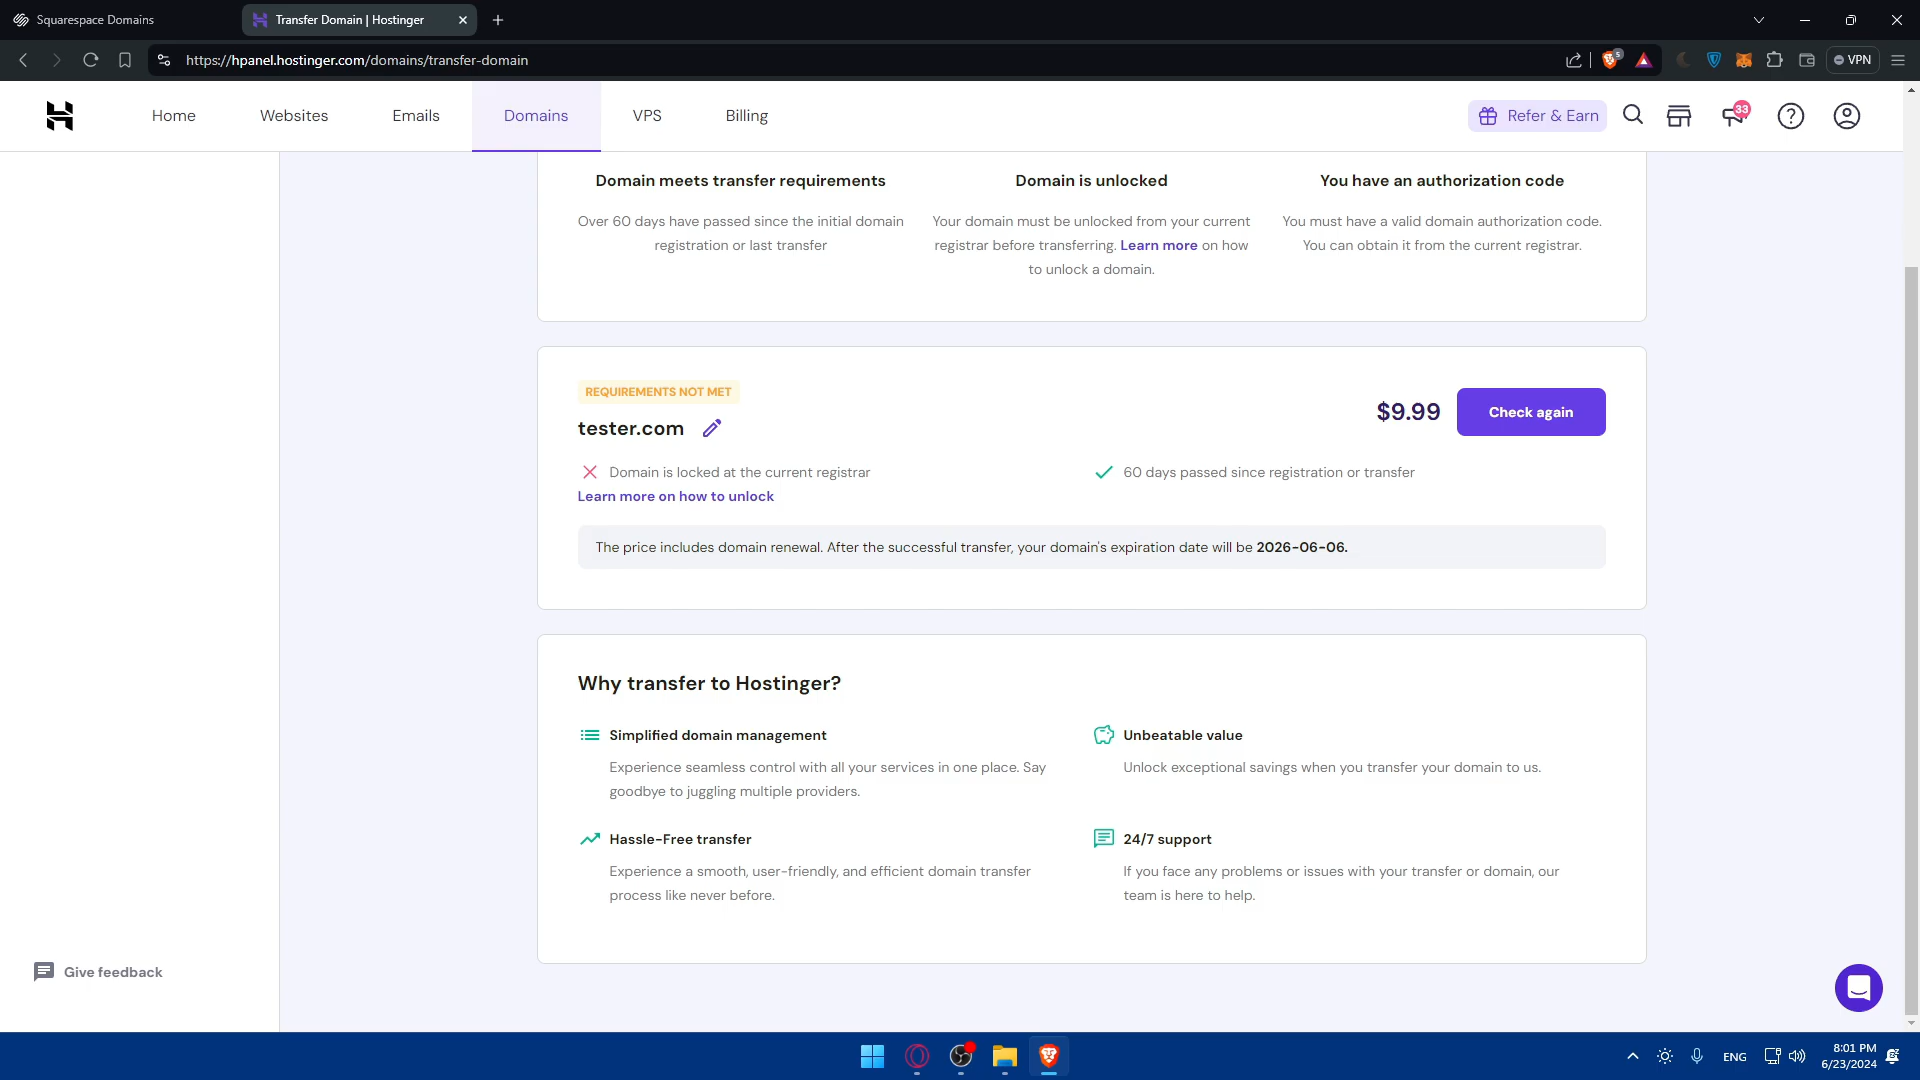 Squarespace Domains
Transfer Domain | Hostinger
https://hpanel.hostinger.com/domains/transfer-domain
5
VPN
Home
Websites
Emails
Domains
VPS
Billing
Refer & Earn
33
Domain meets transfer requirements
Over 60 days have passed since the initial domain
registration or last transfer
Domain is unlocked
Your domain must be unlocked from your current
registrar before transferring. Learn more on how
to unlock a domain.
You have an authorization code
You must have a valid domain authorization code.
You can obtain it from the current registrar.
REQUIREMENTS NOT MET
tester.com
$9.99
Check again
Domain is locked at the current registrar
Learn more on how to unlock
60 days passed since registration or transfer
The price includes domain renewal. After the successful transfer, your domain's expiration date will be 2026-06-06.
Why transfer to Hostinger?
Simplified domain management
Experience seamless control with all your services in one place. Say
goodbye to juggling multiple providers.
Unbeatable value
Unlock exceptional savings when you transfer your domain to us.
Hassle-Free transfer
Experience a smooth, user-friendly, and efficient domain transfer
process like never before.
24/7 support
If you face any problems or issues with your transfer or domain, our
team is here to help.
Give feedback
ENG
8:01 PM
6/23/2024